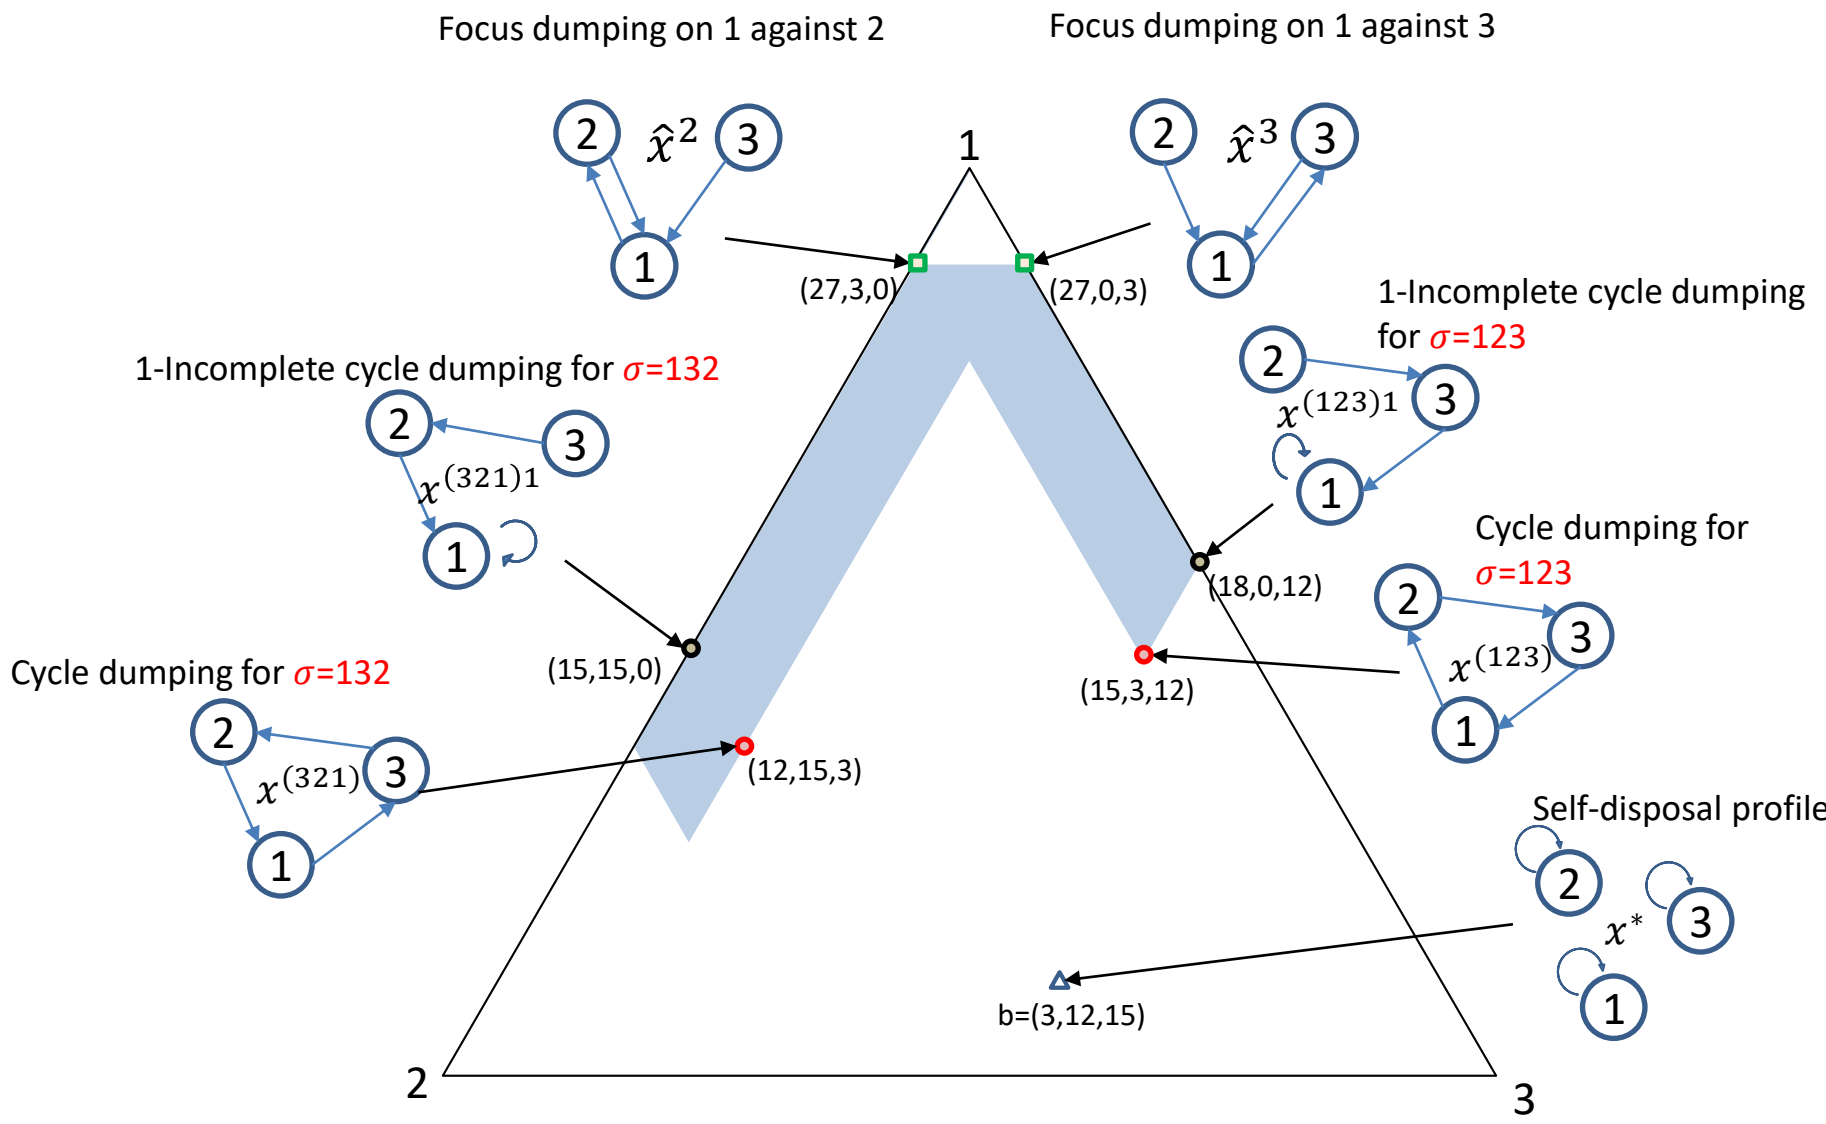 Focus dumping on 1 against 2
Focus dumping on 1 against 3
2
x̂²
3
1
2
x̂³
3
1
1
(27,3,0)
(27,0,3)
1-Incomplete cycle dumping
for σ=123
2
3
x^(123)1
1
1-Incomplete cycle dumping for σ=132
2
3
x^(321)1
1
(18,0,12)
Cycle dumping for
σ=123
2
3
x^(123)
1
(15,15,0)
(15,3,12)
Cycle dumping for σ=132
2
3
x^(321)
1
(12,15,3)
Self-disposal profile
2
3
x*
1
b=(3,12,15)
2
3